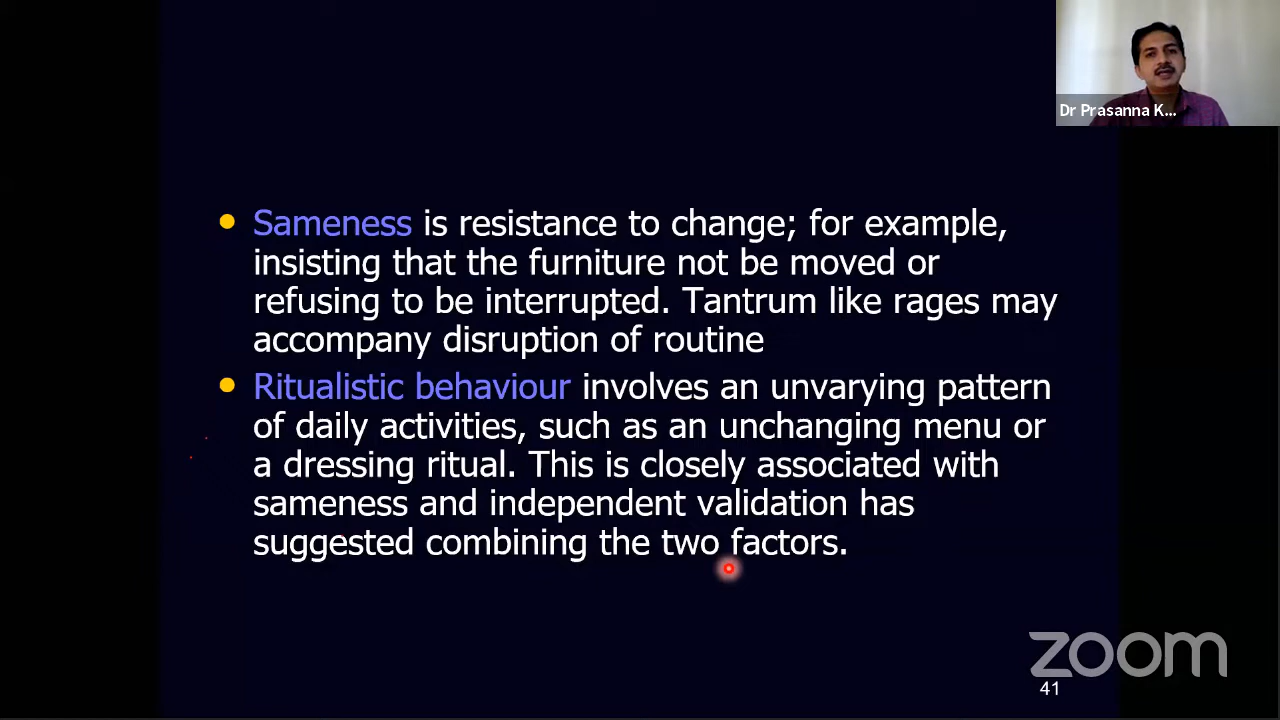 Dr Prasanna K...
Sameness is resistance to change; for example,
insisting that the furniture not be moved or
refusing to be interrupted. Tantrum like rages may
accompany disruption of routine
Ritualistic behaviour involves an unvarying pattern
of daily activities, such as an unchanging menu or
a dressing ritual. This is closely associated with
sameness and independent validation has
suggested combining the two factors.
zoom
41